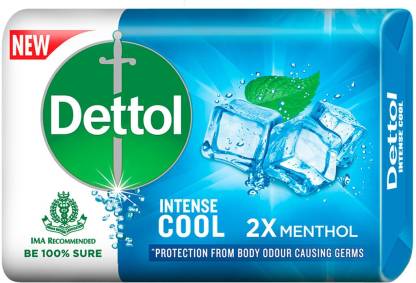 NEW
Dettol
IMA RECOMMENDED
BE 100% SURE
INTENSE
COOL
2X MENTHOL
*PROTECTION FROM BODY ODOUR CAUSING GERMS
Dettol
INTENSE COOL